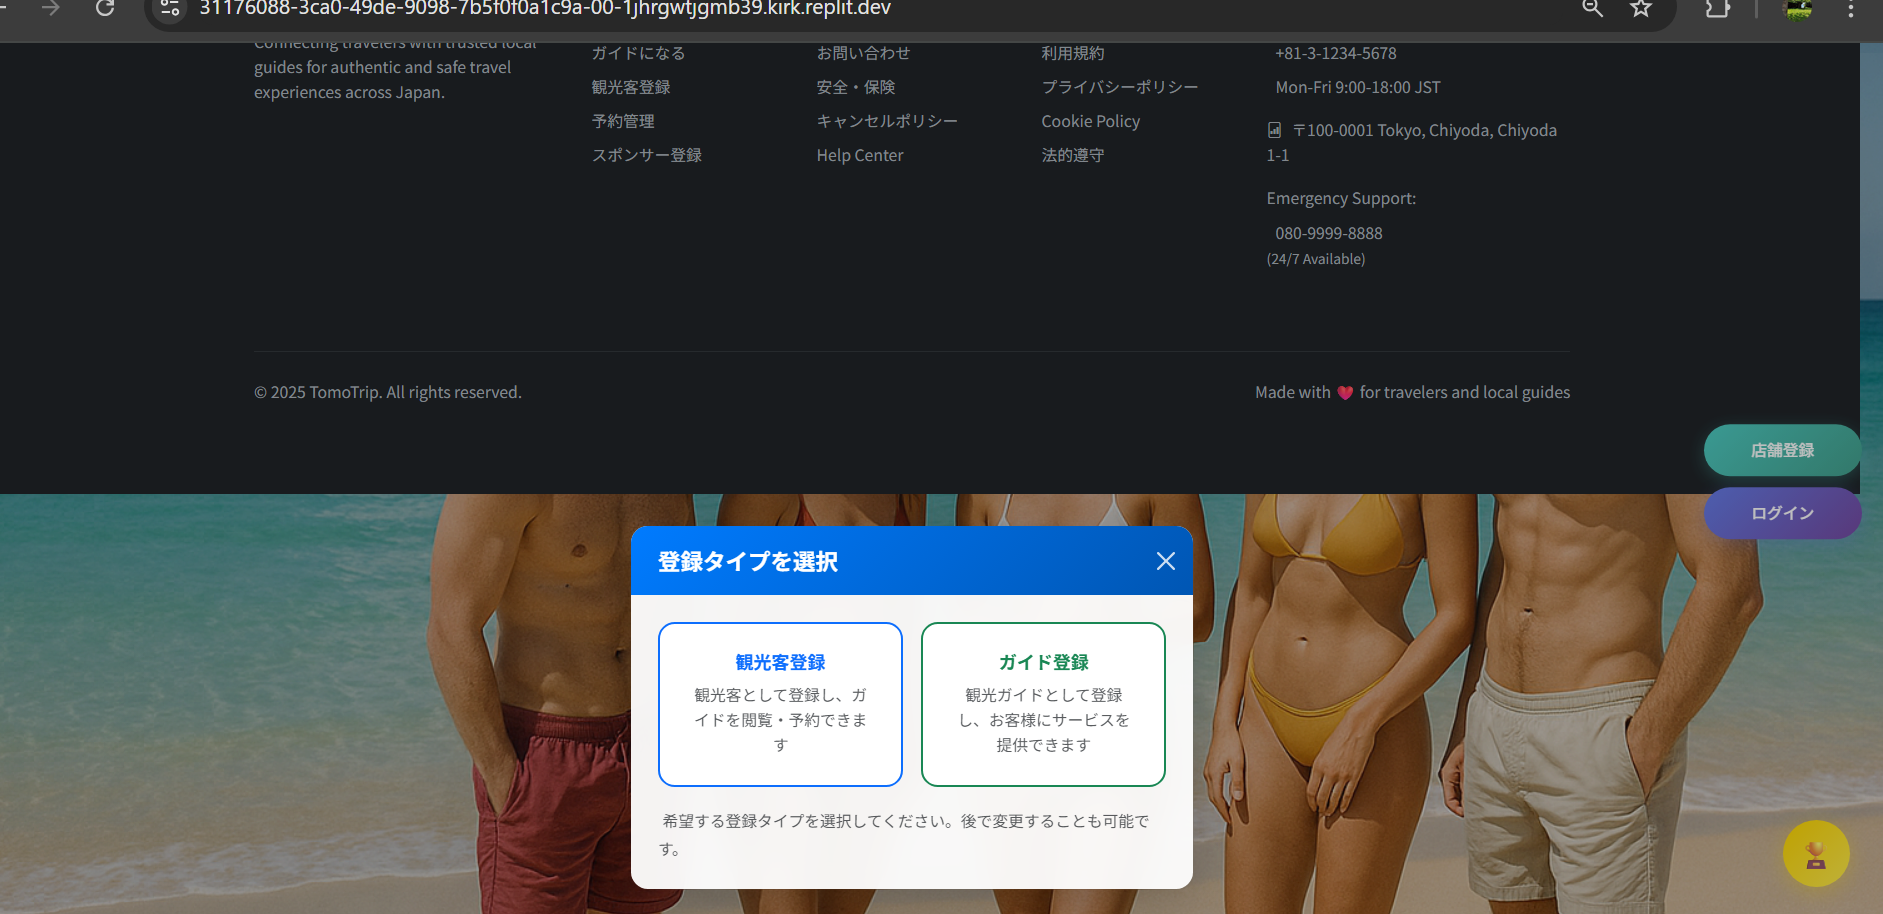 31176088-3ca0-49de-9098-7b5f0f0a1c9a-00-1jhrgwtjgmb39.kirk.replit.dev
Connecting travelers with trusted local
guides for authentic and safe travel
experiences across Japan.
ガイドになる
観光客登録
予約管理
スポンサー登録
お問い合わせ
安全・保険
キャンセルポリシー
Help Center
利用規約
プライバシーポリシー
Cookie Policy
法的遵守
+81-3-1234-5678
Mon-Fri 9:00-18:00 JST
〒100-0001 Tokyo, Chiyoda, Chiyoda
1-1
Emergency Support:
080-9999-8888
(24/7 Available)
© 2025 TomoTrip. All rights reserved.
Made with ❤ for travelers and local guides
店舗登録
ログイン
登録タイプを選択
観光客登録
観光客として登録し、ガ
イドを閲覧・予約できま
す
ガイド登録
観光ガイドとして登録
し、お客様にサービスを
提供できます
希望する登録タイプを選択してください。後で変更することも可能で
す。